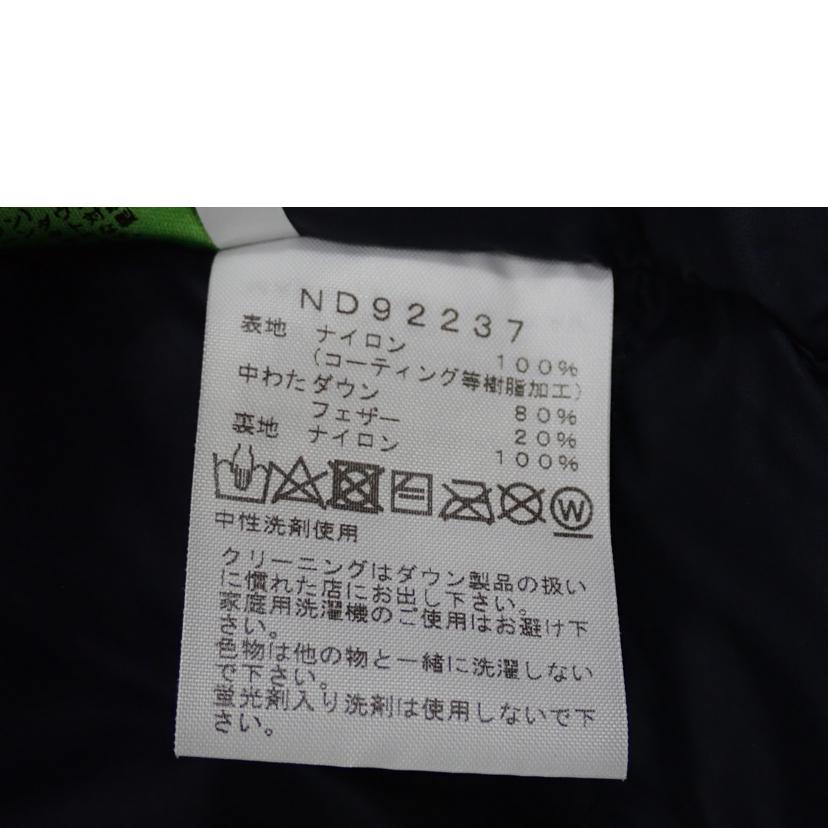 ND92237
表地 ナイロン 100%
(コーティング等樹脂加工)
中わた ダウン 80%
フェザー 20%
裏地 ナイロン 100%
W
中性洗剤使用
クリーニングはダウン製品の扱い
に慣れた店にお出し下さい。
家庭用洗濯機のご使用はお避け下
さい。
色物は他の物と一緒に洗濯しない
で下さい。
蛍光剤入り洗剤は使用しないで下
さい。